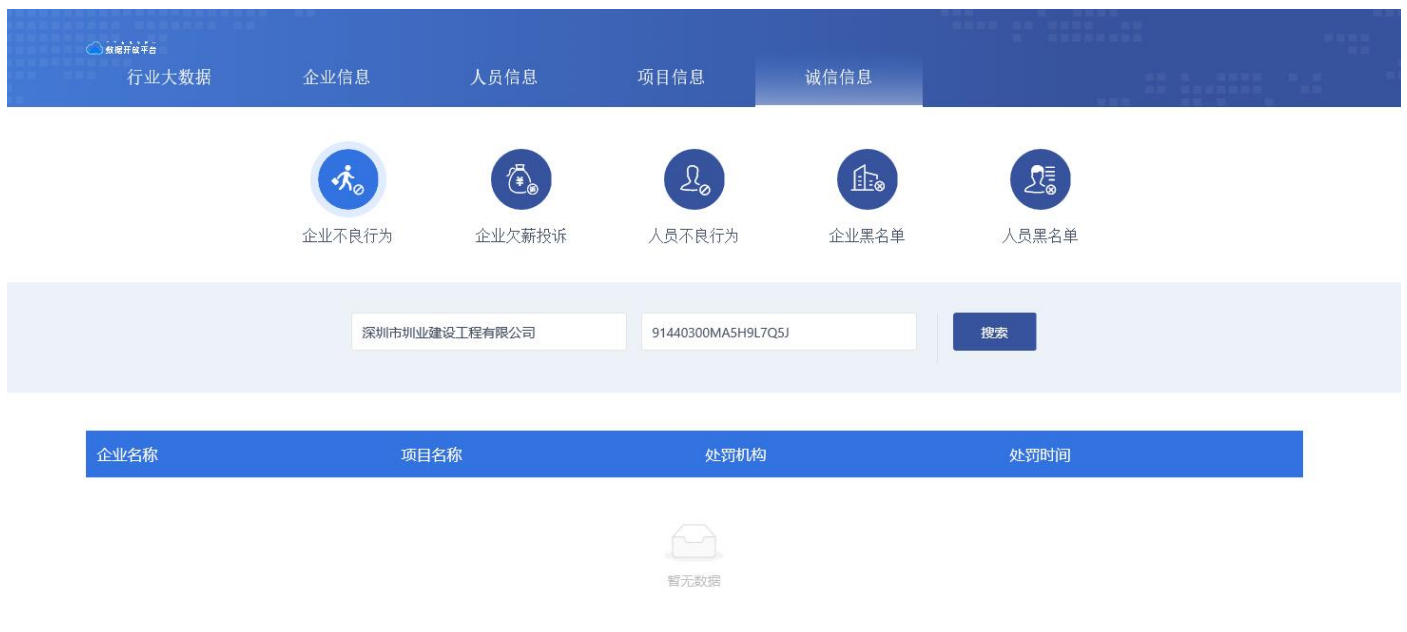 数据开放平台
行业大数据 企业信息 人员信息 项目信息 诚信信息
企业不良行为 企业欠薪投诉 人员不良行为 企业黑名单 人员黑名单
深圳市圳业建设工程有限公司 91440300MA5H9L7Q5J 搜索
企业名称 项目名称 处罚机构 处罚时间
暂无数据